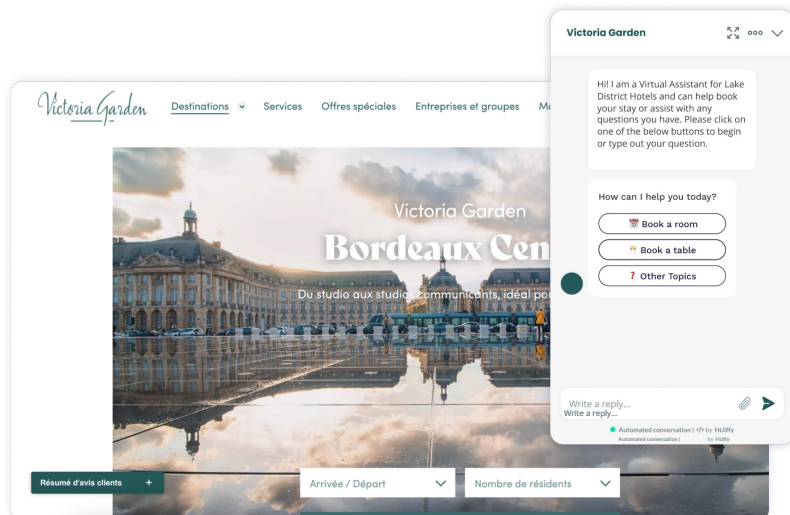 Victoria Garden
Destinations
Services
Offres spéciales
Entreprises et groupes
Victoria Garden
Bordeaux Cen
Du studio aux studios communicants, idéal pou
Résumé d'avis clients +
Arrivée / Départ
Nombre de résidents
Victoria Garden
Hi! I am a Virtual Assistant for Lake
District Hotels and can help book
your stay or assist with any
questions you have. Please click on
one of the below buttons to begin
or type out your question.
How can I help you today?
Book a room
Book a table
❓ Other Topics
Write a reply...
Write a reply...
Automated conversation | </> by HiJiffy
Automated conversation | by HiJiffy